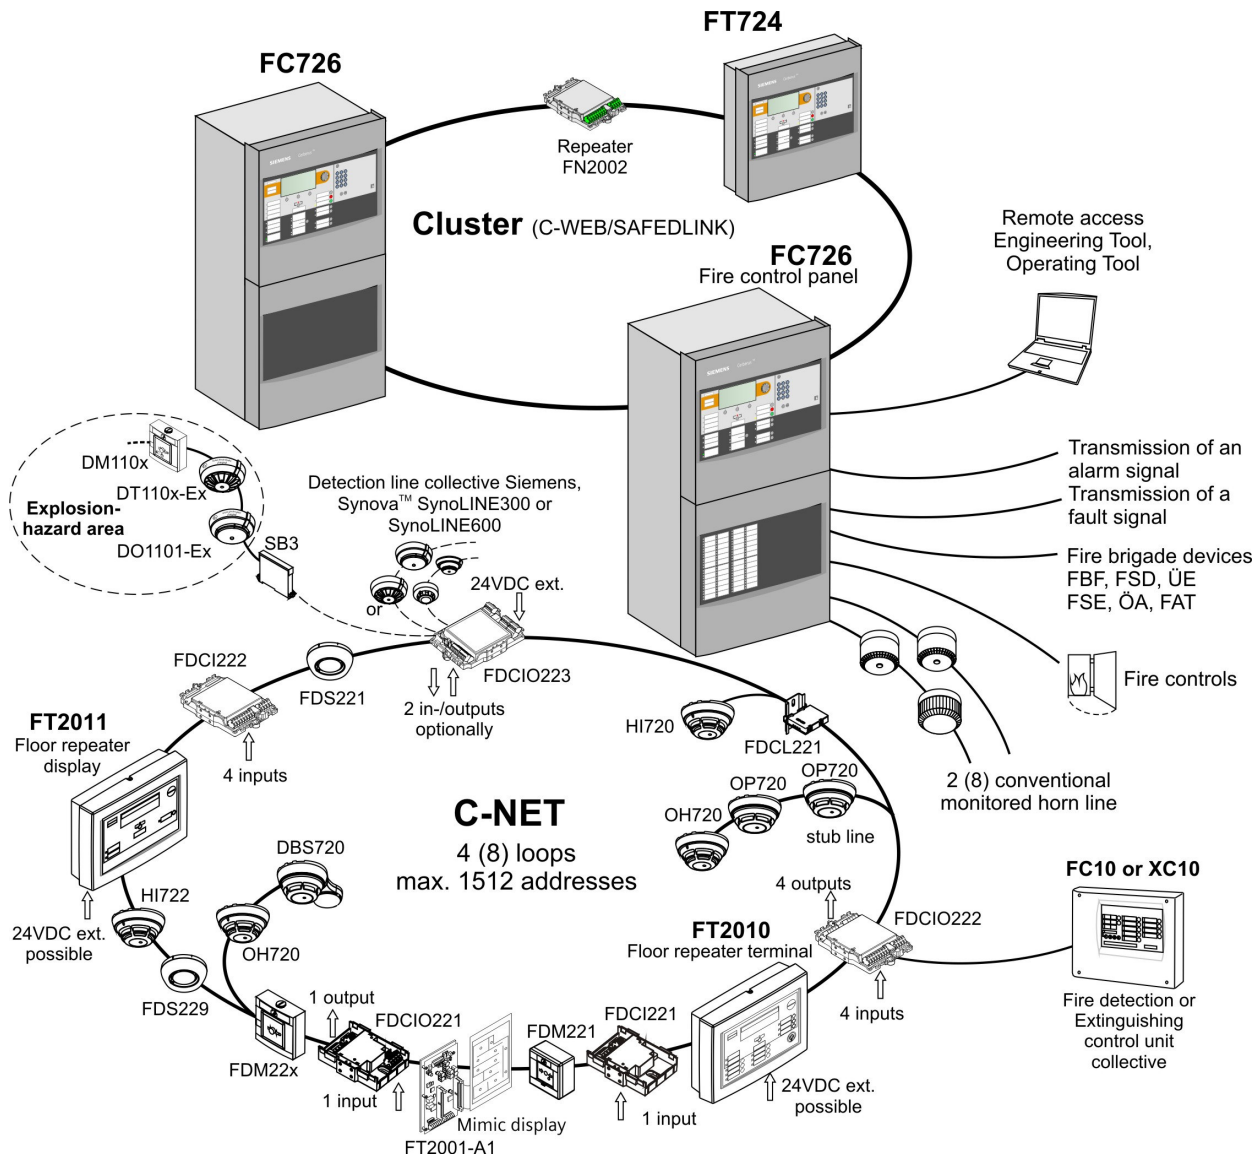 FT724
FC726
Repeater
FN2002
Cluster (C-WEB/SAFEDLINK)
FC726
Fire control panel
Remote access
Engineering Tool,
Operating Tool
SIEMENS
SIEMENS
Transmission of an
alarm signal
Transmission of a
fault signal
Fire brigade devices
FBF, FSD, ÜE
FSE, ÖA, FAT
Fire controls
2 (8) conventional
monitored horn line
DM110x
DT110x-Ex
Explosion-
hazard area
DO1101-Ex
SB3
Detection line collective Siemens,
Synova™ SynoLINE300 or
SynoLINE600
or
24VDC ext.
FDCI222
FDS221
FDCIO223
2 in-/outputs
optionally
4 inputs
FT2011
Floor repeater
display
24VDC ext.
possible
HI720
FDCL221
OP720
OP720
OH720
stub line
C-NET
4 (8) loops
max. 1512 addresses
DBS720
HI722
OH720
FDS229
FDM22x
1 output
FDCIO221
1 input
FT2001-A1
Mimic display
FDM221
FDCI221
1 input
FT2010
Floor repeater terminal
24VDC ext.
possible
4 outputs
FDCIO222
4 inputs
FC10 or XC10
Fire detection or
Extinguishing
control unit
collective